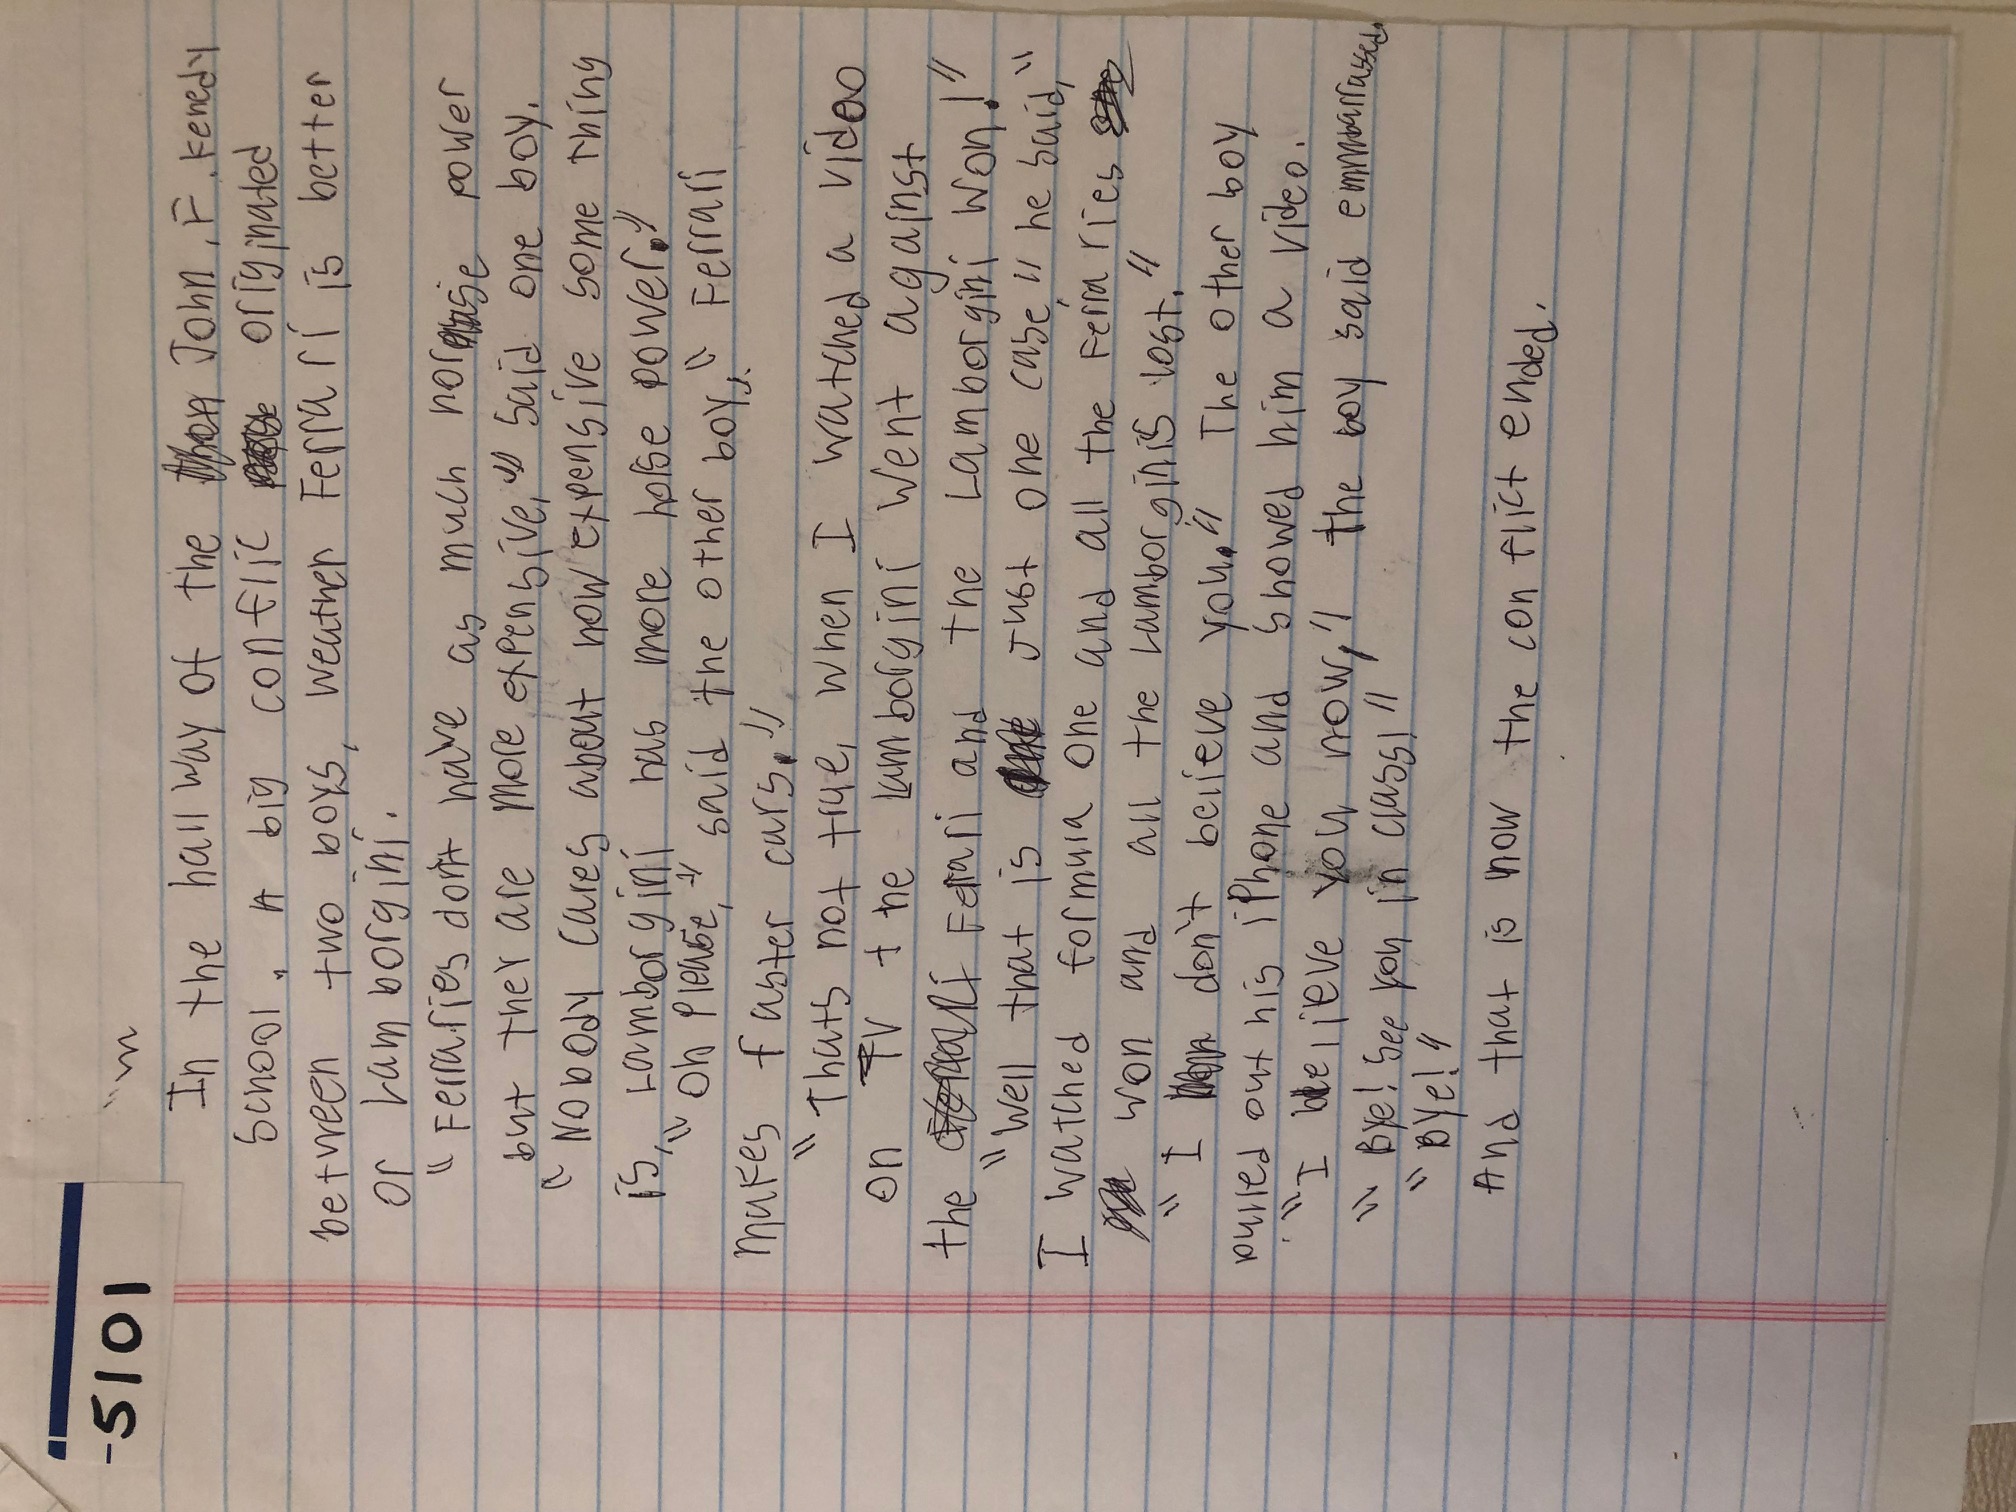 -5101
"m
In the hallway of the John, F. Kenedy
School. A big conflic originated
between two boys, weather Ferrari is better
or Lamborgini.
"Ferraries don't have as much horse power
but they are more expensive," said one boy.
"Nobody cares about how expensive some thing
is, Lamborgini has more horse power."
"Oh Please," said the other boy, "Ferrari
makes faster cars."
"Thats not true, when I watched a video
on TV the Lamborgini went against
the Ferrari and the Lamborgini won!"
"Well that is just one case," he said, "
I watched formula one and all the Ferraries
won and all the Lamborginis lost."
"I don't believe you." The other boy
pulled out his iPhone and showed him a video.
"I believe you now," the boy said emmbarrassed.
"Bye! See you in class!"
"Bye!"
And that is how the conflict ended.